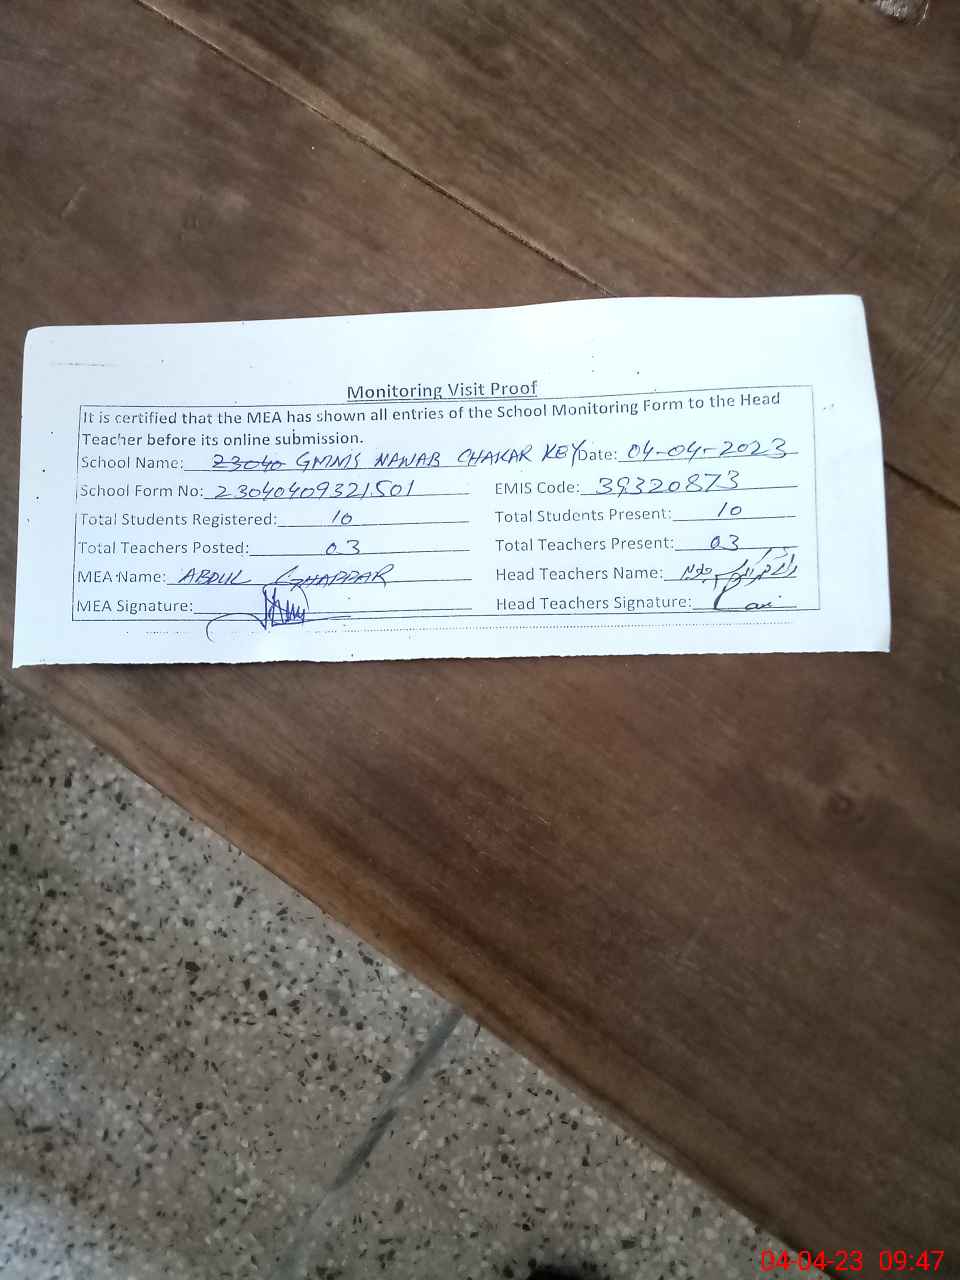 Monitoring Visit Proof
It is certified that the MEA has shown all entries of the School Monitoring Form to the Head
Teacher before its online submission.
School Name: 23040 GMMS NAWAB CHAKAR KEY Date: 04-04-2023
School Form No: 23040409321501 EMIS Code: 39320873
Total Students Registered: 10 Total Students Present: 10
Total Teachers Posted: 03 Total Teachers Present: 03
MEA Name: ABDUL GHAFFAR Head Teachers Name:
MEA Signature: Head Teachers Signature:
04-04-23 09:47